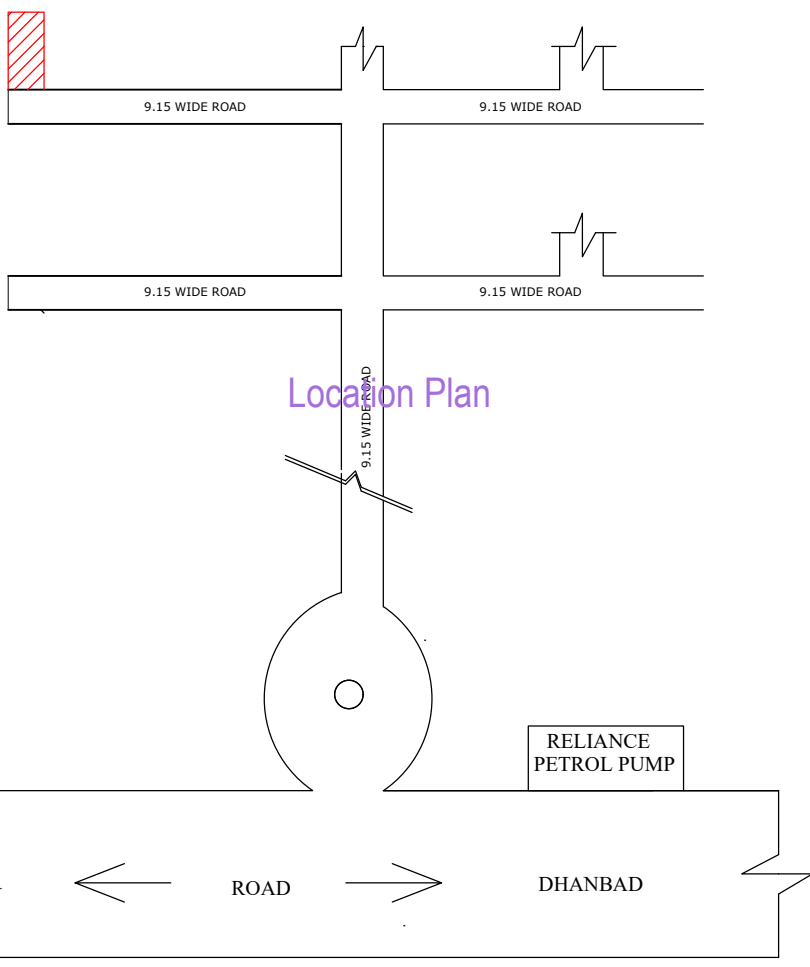 9.15 WIDE ROAD
9.15 WIDE ROAD
9.15 WIDE ROAD
9.15 WIDE ROAD
9.15 WIDE ROAD
Location Plan
RELIANCE
PETROL PUMP
ROAD
DHANBAD